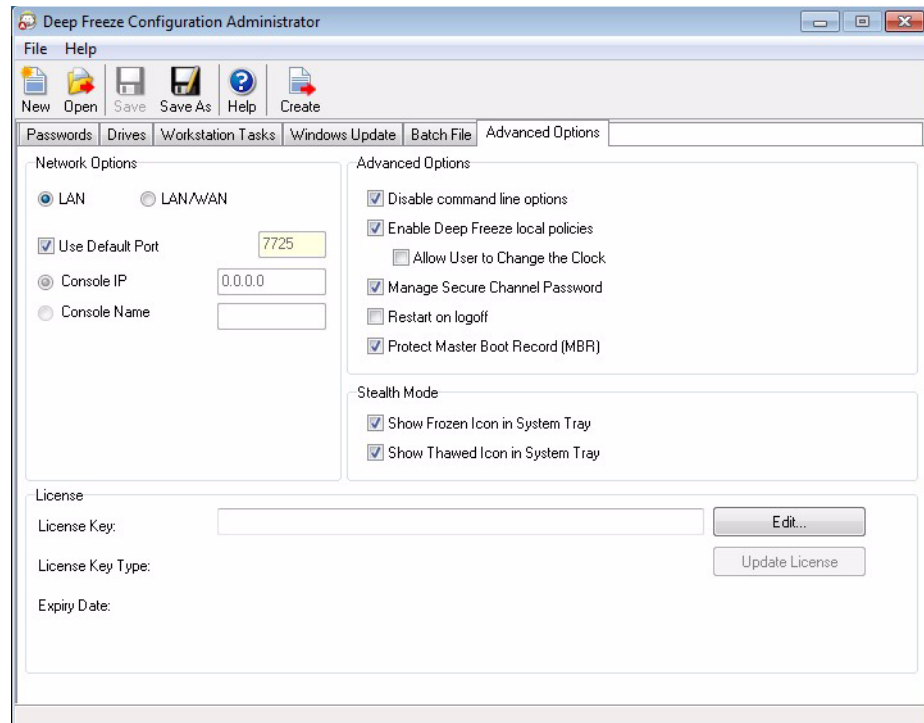 Deep Freeze Configuration Administrator
File Help
New Open Save Save As Help Create
Passwords Drives Workstation Tasks Windows Update Batch File Advanced Options
Network Options
LAN LAN/WAN
Use Default Port 7725
Console IP 0.0.0.0
Console Name
Advanced Options
Disable command line options
Enable Deep Freeze local policies
Allow User to Change the Clock
Manage Secure Channel Password
Restart on logoff
Protect Master Boot Record (MBR)
Stealth Mode
Show Frozen Icon in System Tray
Show Thawed Icon in System Tray
License
License Key: Edit...
License Key Type: Update License
Expiry Date: